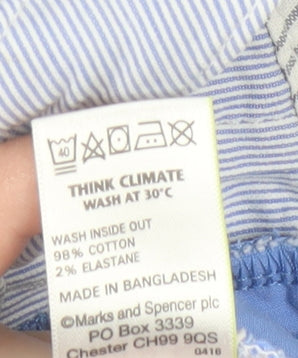 40
THINK CLIMATE
WASH AT 30°C
WASH INSIDE OUT
98% COTTON
2% ELASTANE
MADE IN BANGLADESH
©Marks and Spencer plc
PO Box 3339
Chester CH99 9QS
0416